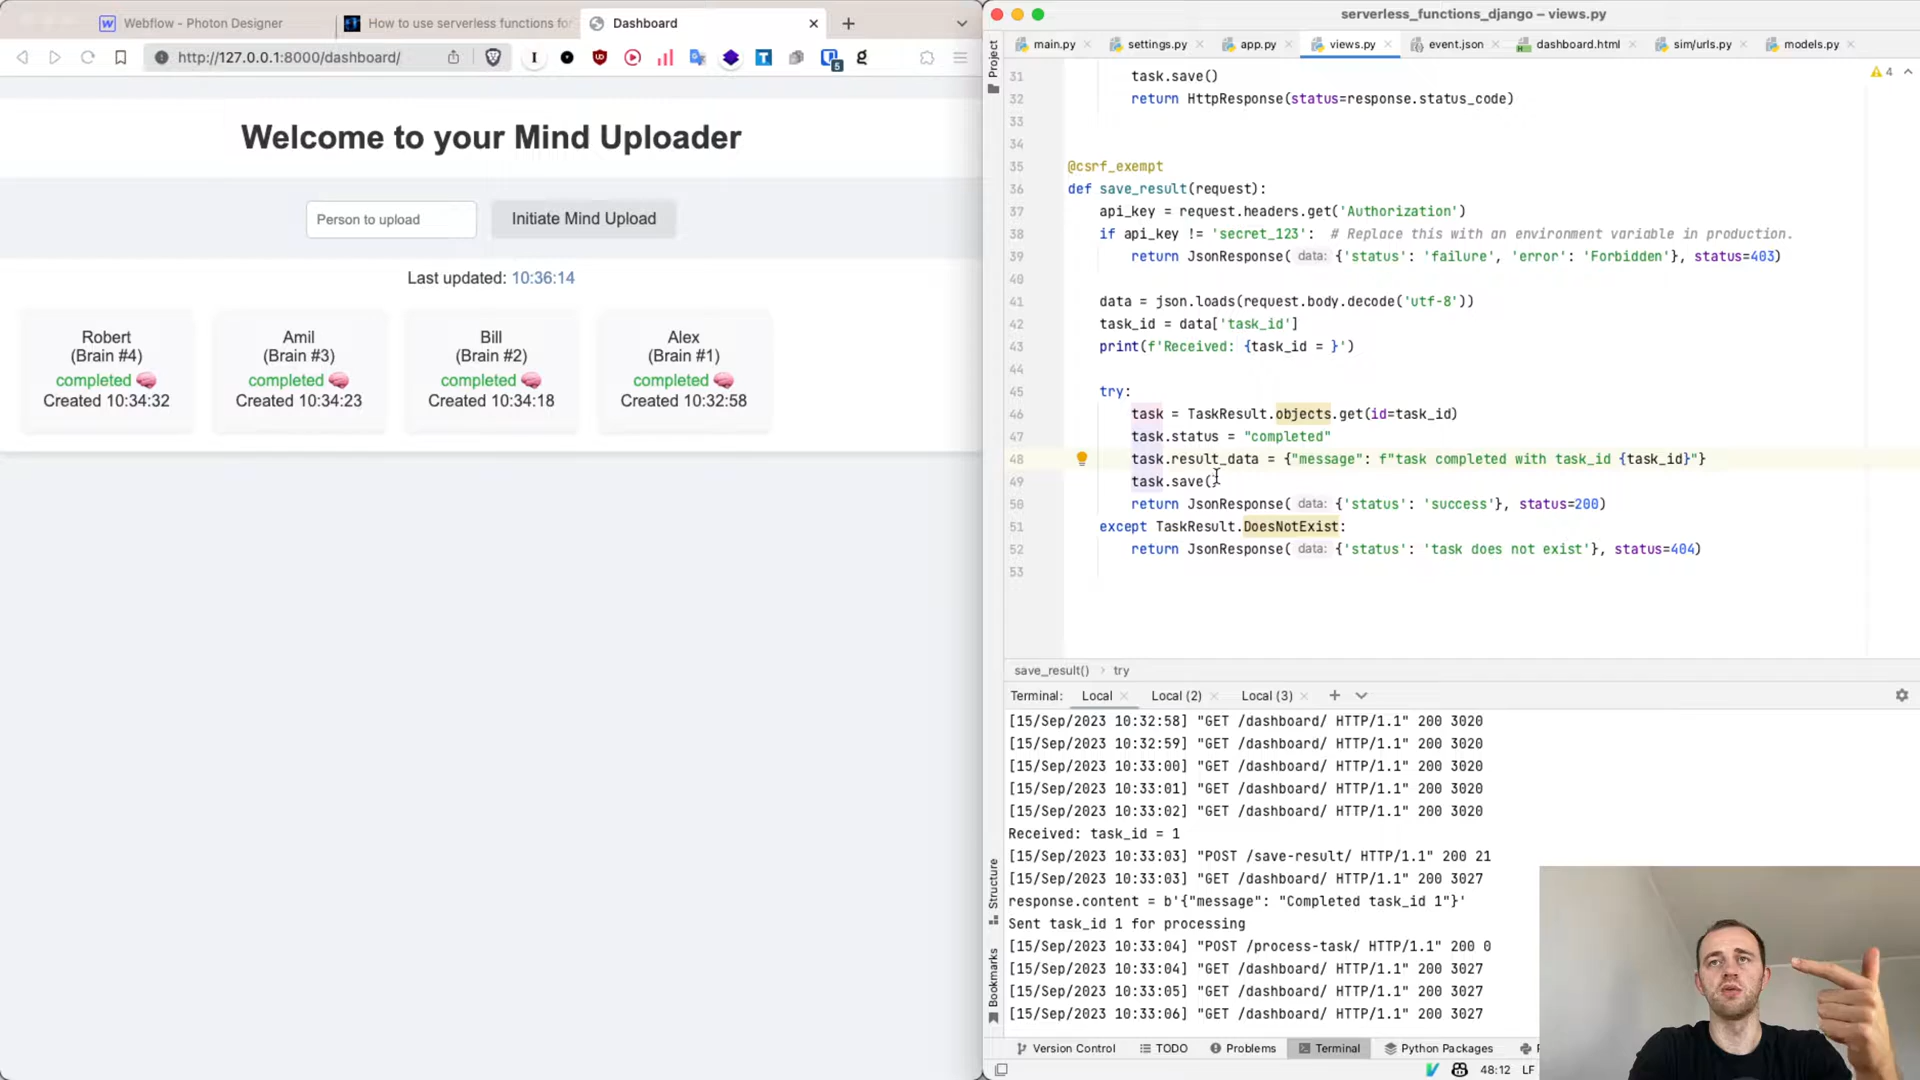 Webflow - Photon Designer
How to use serverless functions for
Dashboard
http://127.0.0.1:8000/dashboard/
Welcome to your Mind Uploader
Person to upload
Initiate Mind Upload
Last updated: 10:36:14
Robert
(Brain #4)
completed 🧠
Created 10:34:32
Amil
(Brain #3)
completed 🧠
Created 10:34:23
Bill
(Brain #2)
completed 🧠
Created 10:34:18
Alex
(Brain #1)
completed 🧠
Created 10:32:58
serverless_functions_django – views.py
main.py
settings.py
app.py
views.py
event.json
dashboard.html
sim/urls.py
models.py
Project
4
31 task.save()
32 return HttpResponse(status=response.status_code)
33
34
35 @csrf_exempt
36 def save_result(request):
37 api_key = request.headers.get('Authorization')
38 if api_key != 'secret_123': # Replace this with an environment variable in production.
39 return JsonResponse( data: {'status': 'failure', 'error': 'Forbidden'}, status=403)
40
41 data = json.loads(request.body.decode('utf-8'))
42 task_id = data['task_id']
43 print(f'Received: {task_id = }')
44
45 try:
46 task = TaskResult.objects.get(id=task_id)
47 task.status = "completed"
48 task.result_data = {"message": f"task completed with task_id {task_id}"}
49 task.save()
50 return JsonResponse( data: {'status': 'success'}, status=200)
51 except TaskResult.DoesNotExist:
52 return JsonResponse( data: {'status': 'task does not exist'}, status=404)
53
save_result() › try
Terminal: Local Local (2) Local (3)
[15/Sep/2023 10:32:58] "GET /dashboard/ HTTP/1.1" 200 3020
[15/Sep/2023 10:32:59] "GET /dashboard/ HTTP/1.1" 200 3020
[15/Sep/2023 10:33:00] "GET /dashboard/ HTTP/1.1" 200 3020
[15/Sep/2023 10:33:01] "GET /dashboard/ HTTP/1.1" 200 3020
[15/Sep/2023 10:33:02] "GET /dashboard/ HTTP/1.1" 200 3020
Received: task_id = 1
[15/Sep/2023 10:33:03] "POST /save-result/ HTTP/1.1" 200 21
[15/Sep/2023 10:33:03] "GET /dashboard/ HTTP/1.1" 200 3027
response.content = b'{"message": "Completed task_id 1"}'
Sent task_id 1 for processing
[15/Sep/2023 10:33:04] "POST /process-task/ HTTP/1.1" 200 0
[15/Sep/2023 10:33:04] "GET /dashboard/ HTTP/1.1" 200 3027
[15/Sep/2023 10:33:05] "GET /dashboard/ HTTP/1.1" 200 3027
[15/Sep/2023 10:33:06] "GET /dashboard/ HTTP/1.1" 200 3027
Structure
Bookmarks
Version Control
TODO
Problems
Terminal
Python Packages
48:12 LF